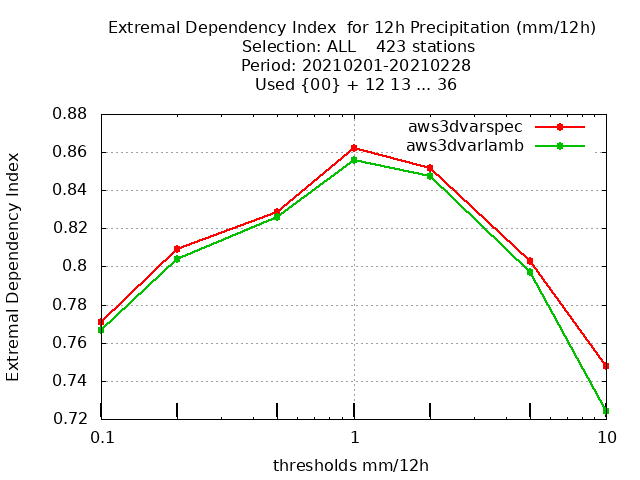 Extremal Dependency Index  for 12h Precipitation (mm/12h)
Selection: ALL    423 stations
Period: 20210201-20210228
Used {00} + 12 13 ... 36
aws3dvarspec
aws3dvarlamb
0.88
0.86
0.84
0.82
0.8
0.78
0.76
0.74
0.72
Extremal Dependency Index
0.1
1
10
thresholds mm/12h